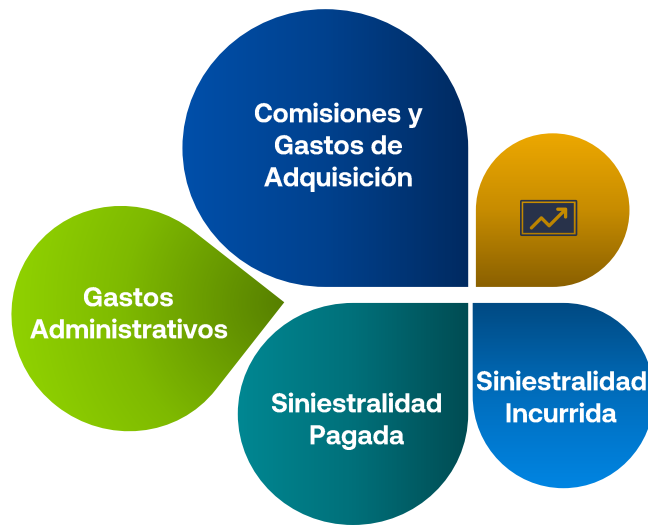 Comisiones y
Gastos de
Adquisición
Gastos
Administrativos
Siniestralidad
Pagada
Siniestralidad
Incurrida